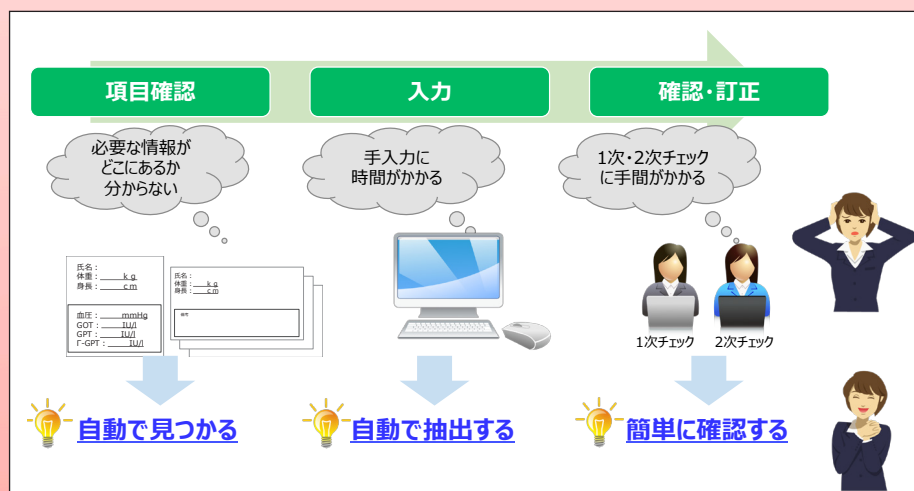 項目確認
入力
確認・訂正
必要な情報が
どこにあるか
分からない
手入力に
時間がかかる
1次・2次チェック
に手間がかかる
氏名：
体重：　　　ｋｇ
身長：　　　ｃｍ
血圧：　　　mmHg
GOT：　　　IU/l
GPT：　　　IU/l
Γ-GPT：　　　IU/l
氏名：
体重：　　　ｋｇ
身長：　　　ｃｍ
備考
1次チェック
2次チェック
自動で見つかる
自動で抽出する
簡単に確認する